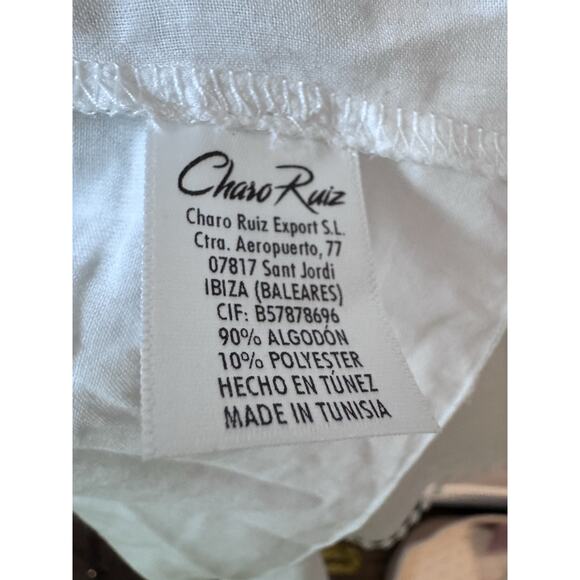 Charo Ruiz
Charo Ruiz Export S.L.
Ctra. Aeropuerto, 77
07817 Sant Jordi
IBIZA (BALEARES)
CIF: B57878696
90% ALGODÓN
10% POLYESTER
HECHO EN TÚNEZ
MADE IN TUNISIA